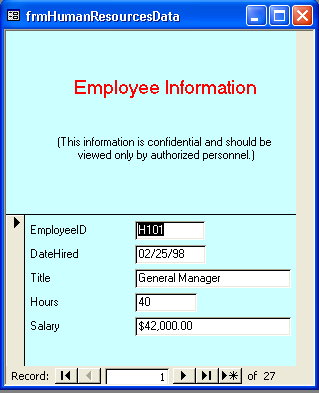 frmHumanResourcesData
Employee Information
(This information is confidential and should be
viewed only by authorized personnel.)
EmployeeID H101
DateHired 02/25/98
Title General Manager
Hours 40
Salary $42,000.00
Record: 1 of 27